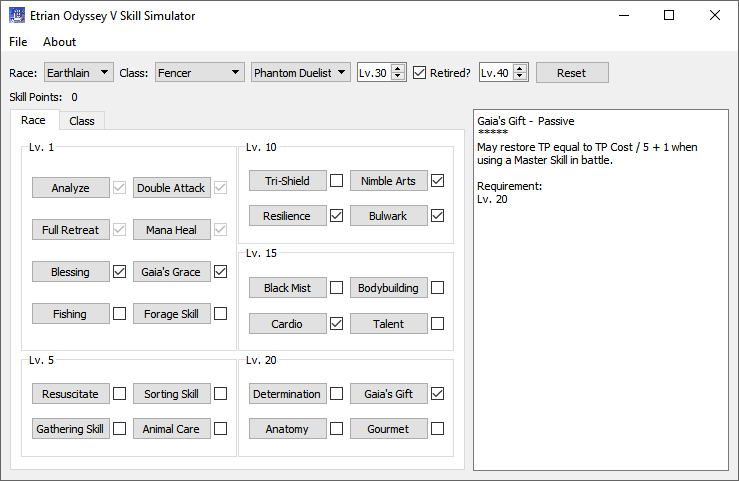 Etrian Odyssey V Skill Simulator
File About
Race: Earthlain Class: Fencer Phantom Duelist Lv.30 Retired? Lv.40 Reset
Skill Points: 0
Race Class
Lv. 1
Analyze Double Attack
Full Retreat Mana Heal
Blessing Gaia's Grace
Fishing Forage Skill
Lv. 5
Resuscitate Sorting Skill
Gathering Skill Animal Care
Lv. 10
Tri-Shield Nimble Arts
Resilience Bulwark
Lv. 15
Black Mist Bodybuilding
Cardio Talent
Lv. 20
Determination Gaia's Gift
Anatomy Gourmet
Gaia's Gift - Passive
*****
May restore TP equal to TP Cost / 5 + 1 when
using a Master Skill in battle.
Requirement:
Lv. 20